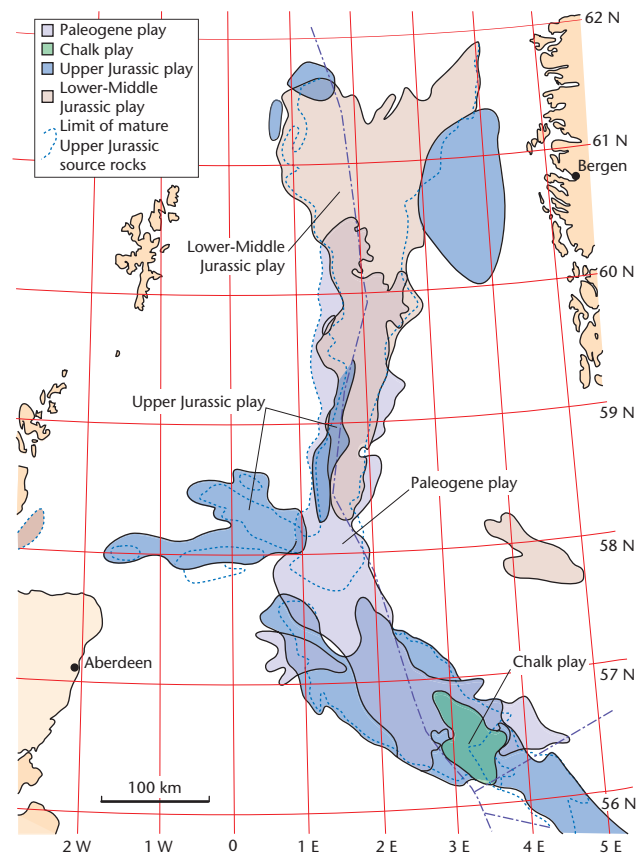 Paleogene play
Chalk play
Upper Jurassic play
Lower-Middle
Jurassic play
Limit of mature
Upper Jurassic
source rocks
62 N
61 N
Bergen
Lower-Middle
Jurassic play
60 N
Upper Jurassic play
59 N
Paleogene play
58 N
Aberdeen
Chalk play
57 N
100 km
56 N
2 W
1 W
0
1 E
2 E
3 E
4 E
5 E